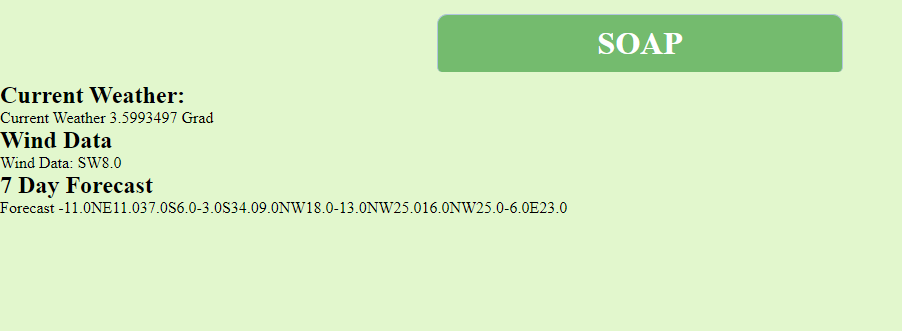 SOAP
Current Weather:
Current Weather 3.5993497 Grad
Wind Data
Wind Data: SW8.0
7 Day Forecast
Forecast -11.0NE11.037.0S6.0-3.0S34.09.0NW18.0-13.0NW25.016.0NW25.0-6.0E23.0